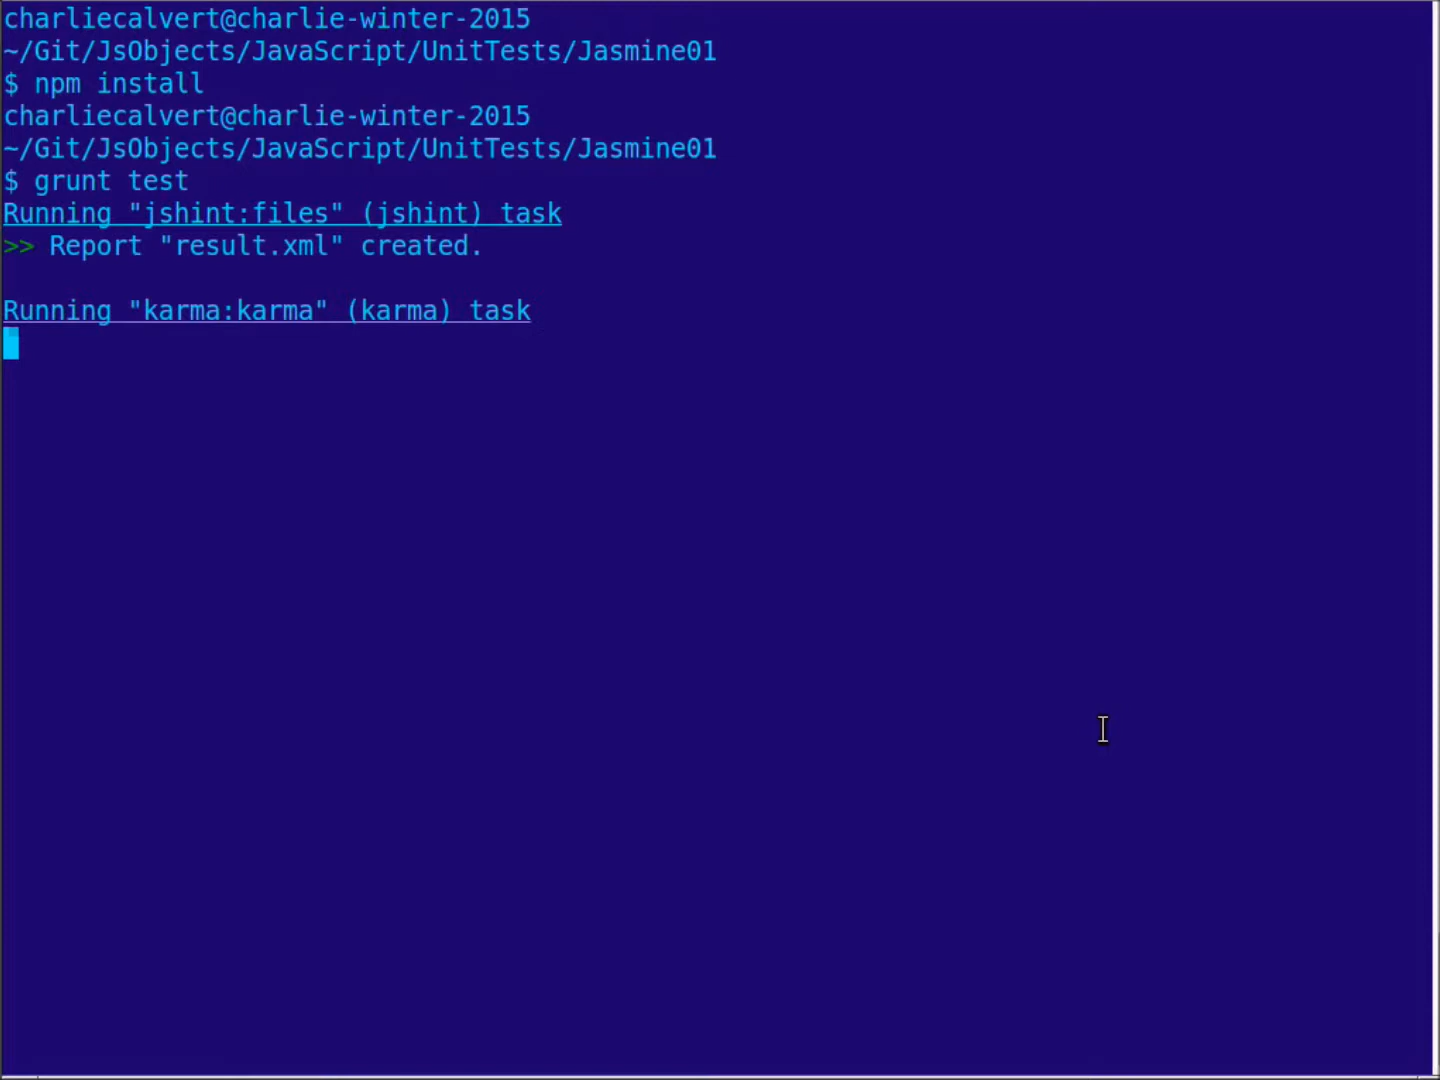 charliecalvert@charlie-winter-2015
~/Git/JsObjects/JavaScript/UnitTests/Jasmine01
$ npm install
charliecalvert@charlie-winter-2015
~/Git/JsObjects/JavaScript/UnitTests/Jasmine01
$ grunt test
Running "jshint:files" (jshint) task
>> Report "result.xml" created.
Running "karma:karma" (karma) task